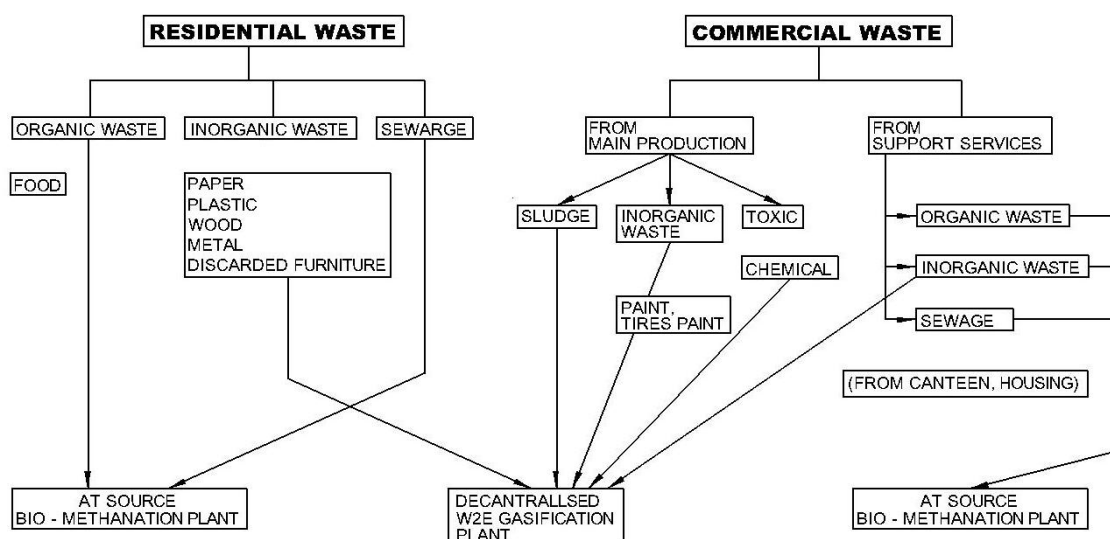 RESIDENTIAL WASTE
COMMERCIAL WASTE
ORGANIC WASTE
INORGANIC WASTE
SEWARGE
FROM
MAIN PRODUCTION
FROM
SUPPORT SERVICES
FOOD
PAPER
PLASTIC
WOOD
METAL
DISCARDED FURNITURE
SLUDGE
INORGANIC
WASTE
TOXIC
CHEMICAL
PAINT,
TIRES PAINT
ORGANIC WASTE
INORGANIC WASTE
SEWAGE
(FROM CANTEEN, HOUSING)
AT SOURCE
BIO - METHANATION PLANT
DECANTRALLSED
W2E GASIFICATION
PLANT
AT SOURCE
BIO - METHANATION PLANT